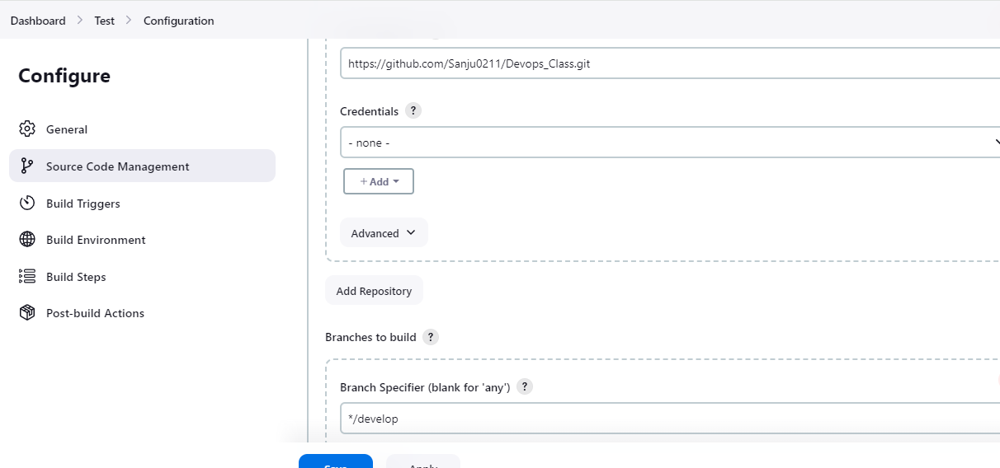 Dashboard > Test > Configuration
Configure
General
Source Code Management
Build Triggers
Build Environment
Build Steps
Post-build Actions
https://github.com/Sanju0211/Devops_Class.git
Credentials ?
- none -
+ Add
Advanced
Add Repository
Branches to build ?
Branch Specifier (blank for 'any') ?
*/develop
Save Apply